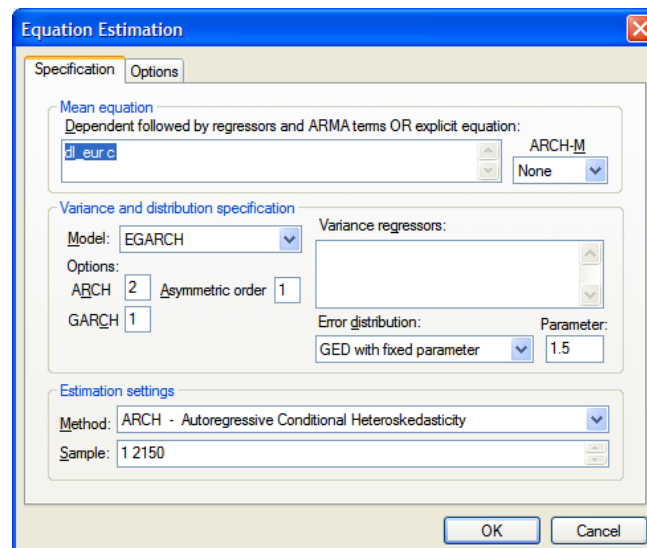 Equation Estimation
Specification Options
Mean equation
Dependent followed by regressors and ARMA terms OR explicit equation:
dl_eur c
ARCH-M
None
Variance and distribution specification
Model: EGARCH
Variance regressors:
Options:
ARCH 2 Asymmetric order 1
GARCH 1
Error distribution: Parameter:
GED with fixed parameter 1.5
Estimation settings
Method: ARCH - Autoregressive Conditional Heteroskedasticity
Sample: 1 2150
OK Cancel